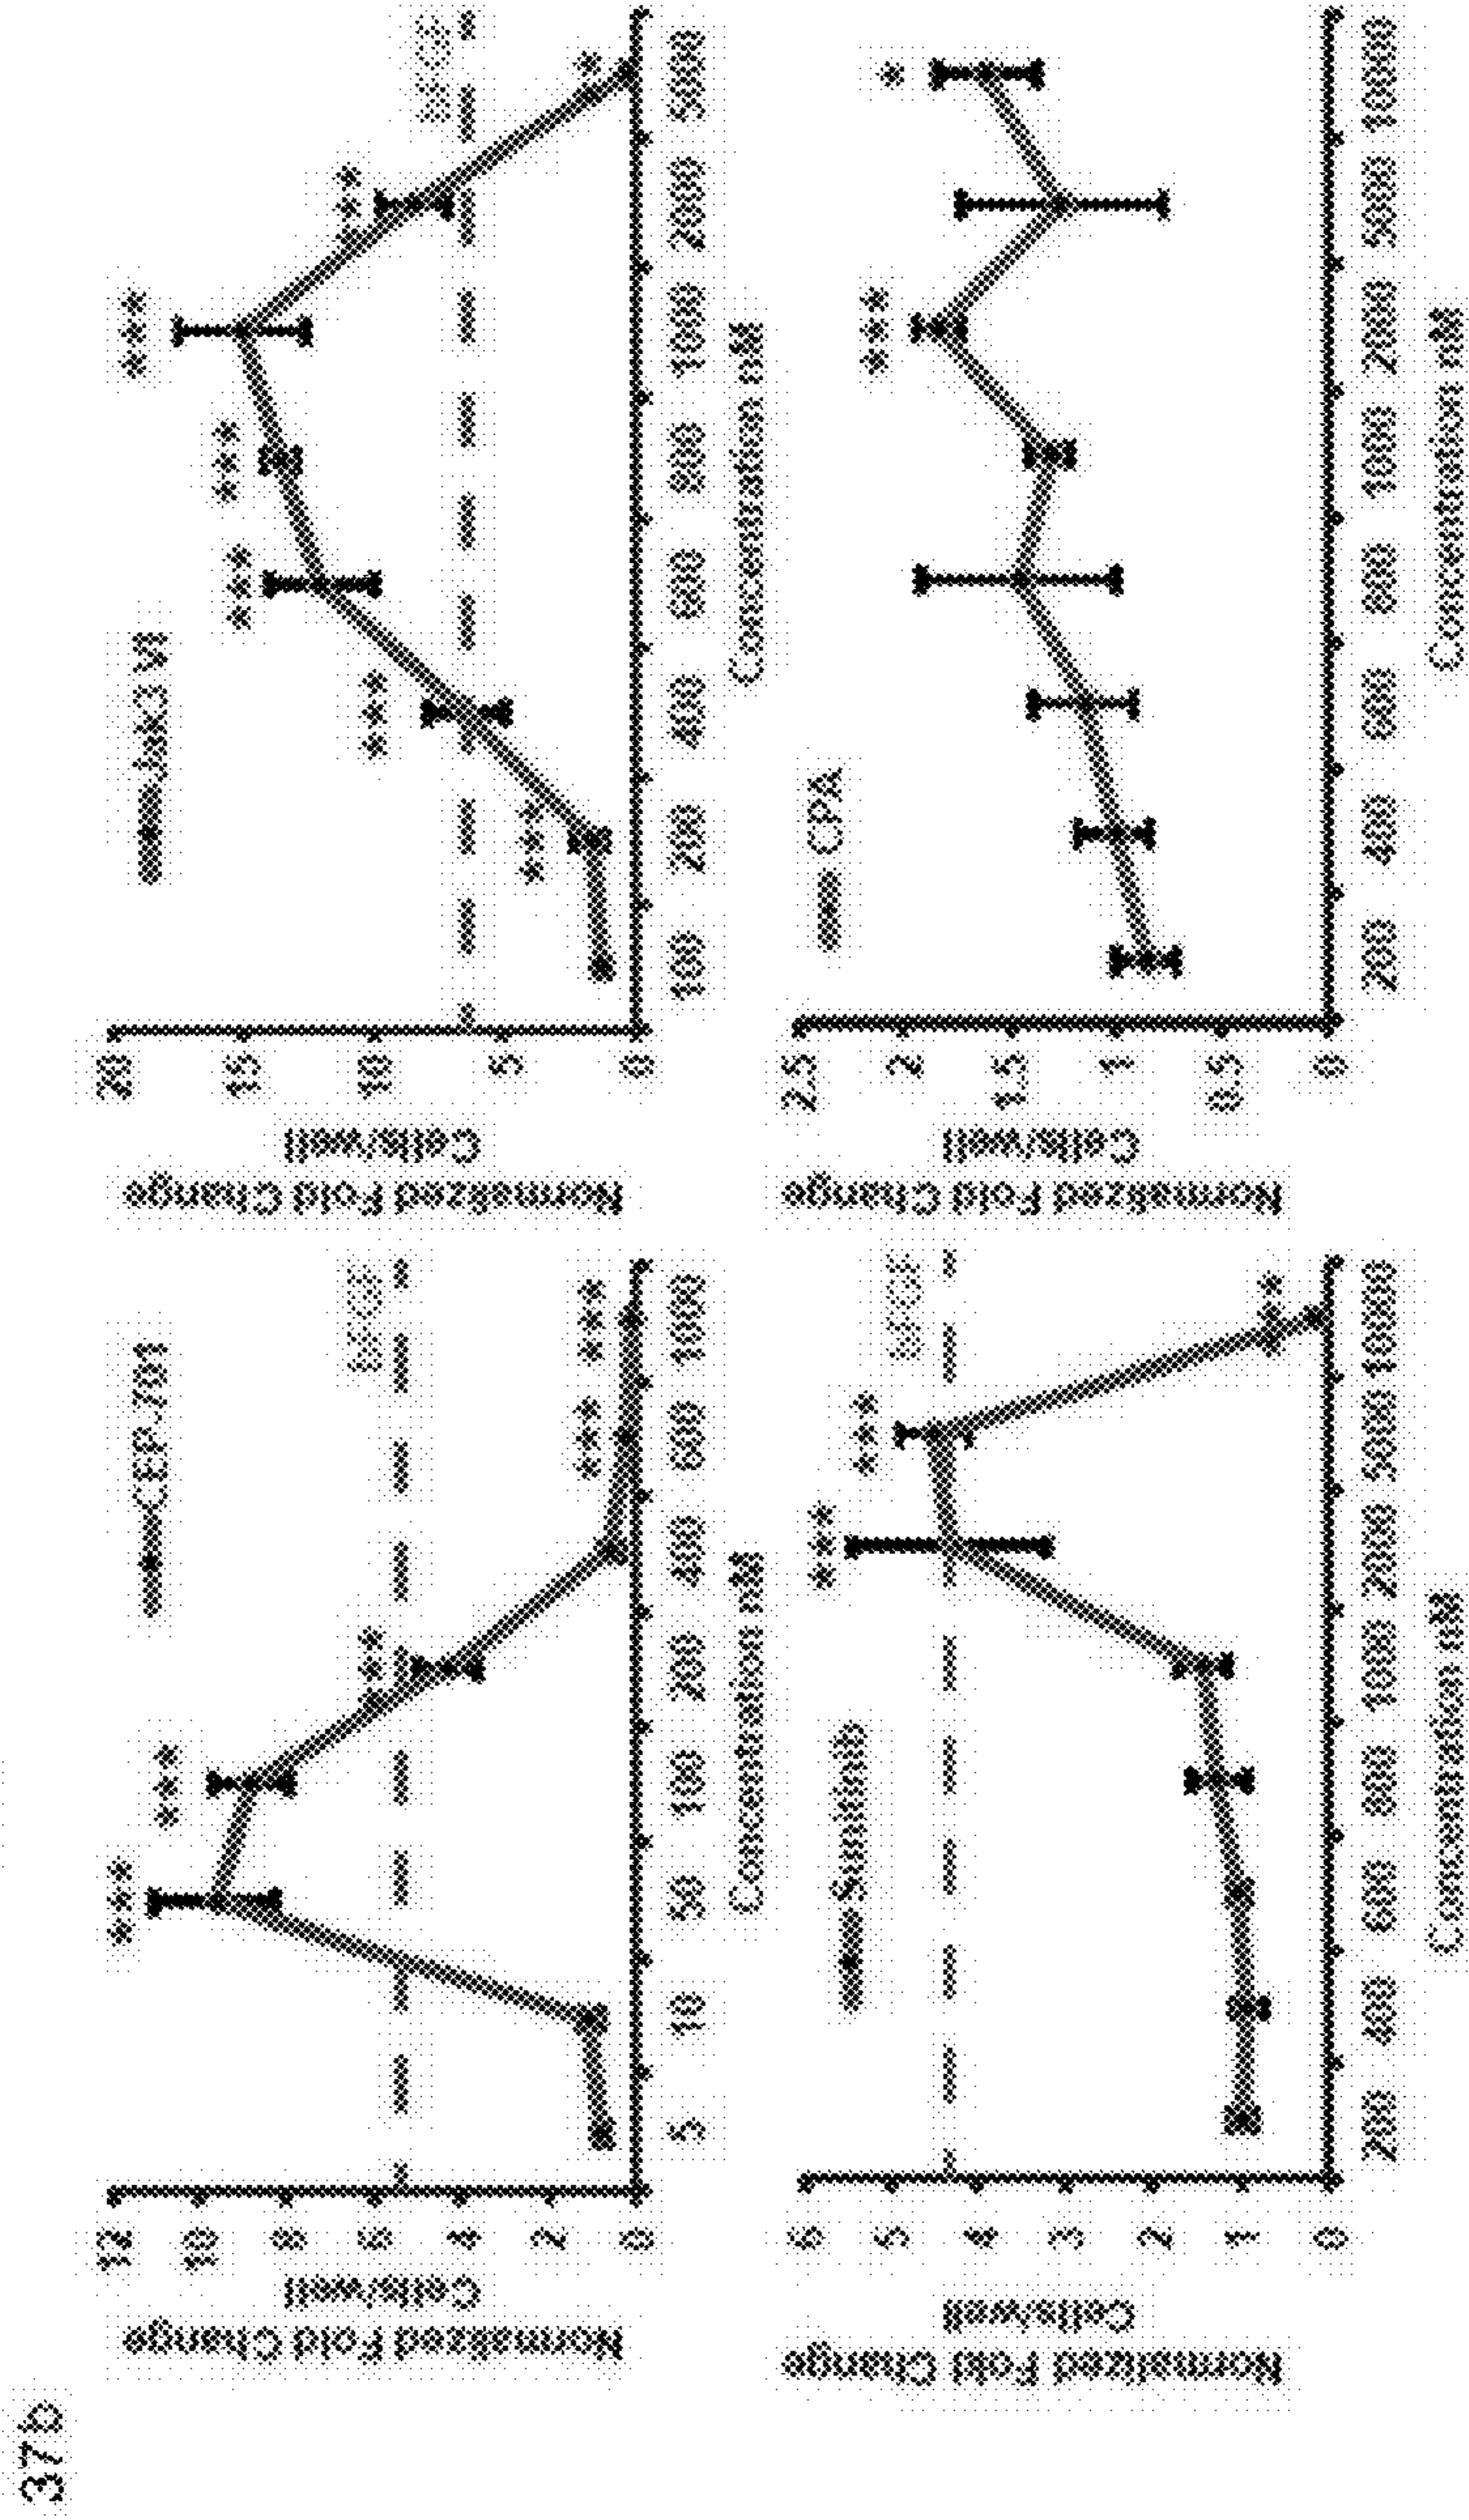 37b
Normalized Fold Change
Cells/well
12
10
8
6
4
2
0
CEP-701
***
***
***
***
***
5 10 50 100 200 400 1000
Concentration nM
Normalized Fold Change
Cells/well
20
15
10
5
0
Jak3 VI
***
***
***
***
***
***
100 200 400 600 800 1000 2000 5000
Concentration nM
Normalized Fold Change
Cells/well
6
5
4
3
2
1
0
Sunitinib
***
***
***
200 400 600 800 1000 2000 5000 10000
Concentration nM
Normalized Fold Change
Cells/well
2.5
2
1.5
1
0.5
0
CPA
***
*
200 400 600 800 1000 2000 5000 10000
Concentration nM